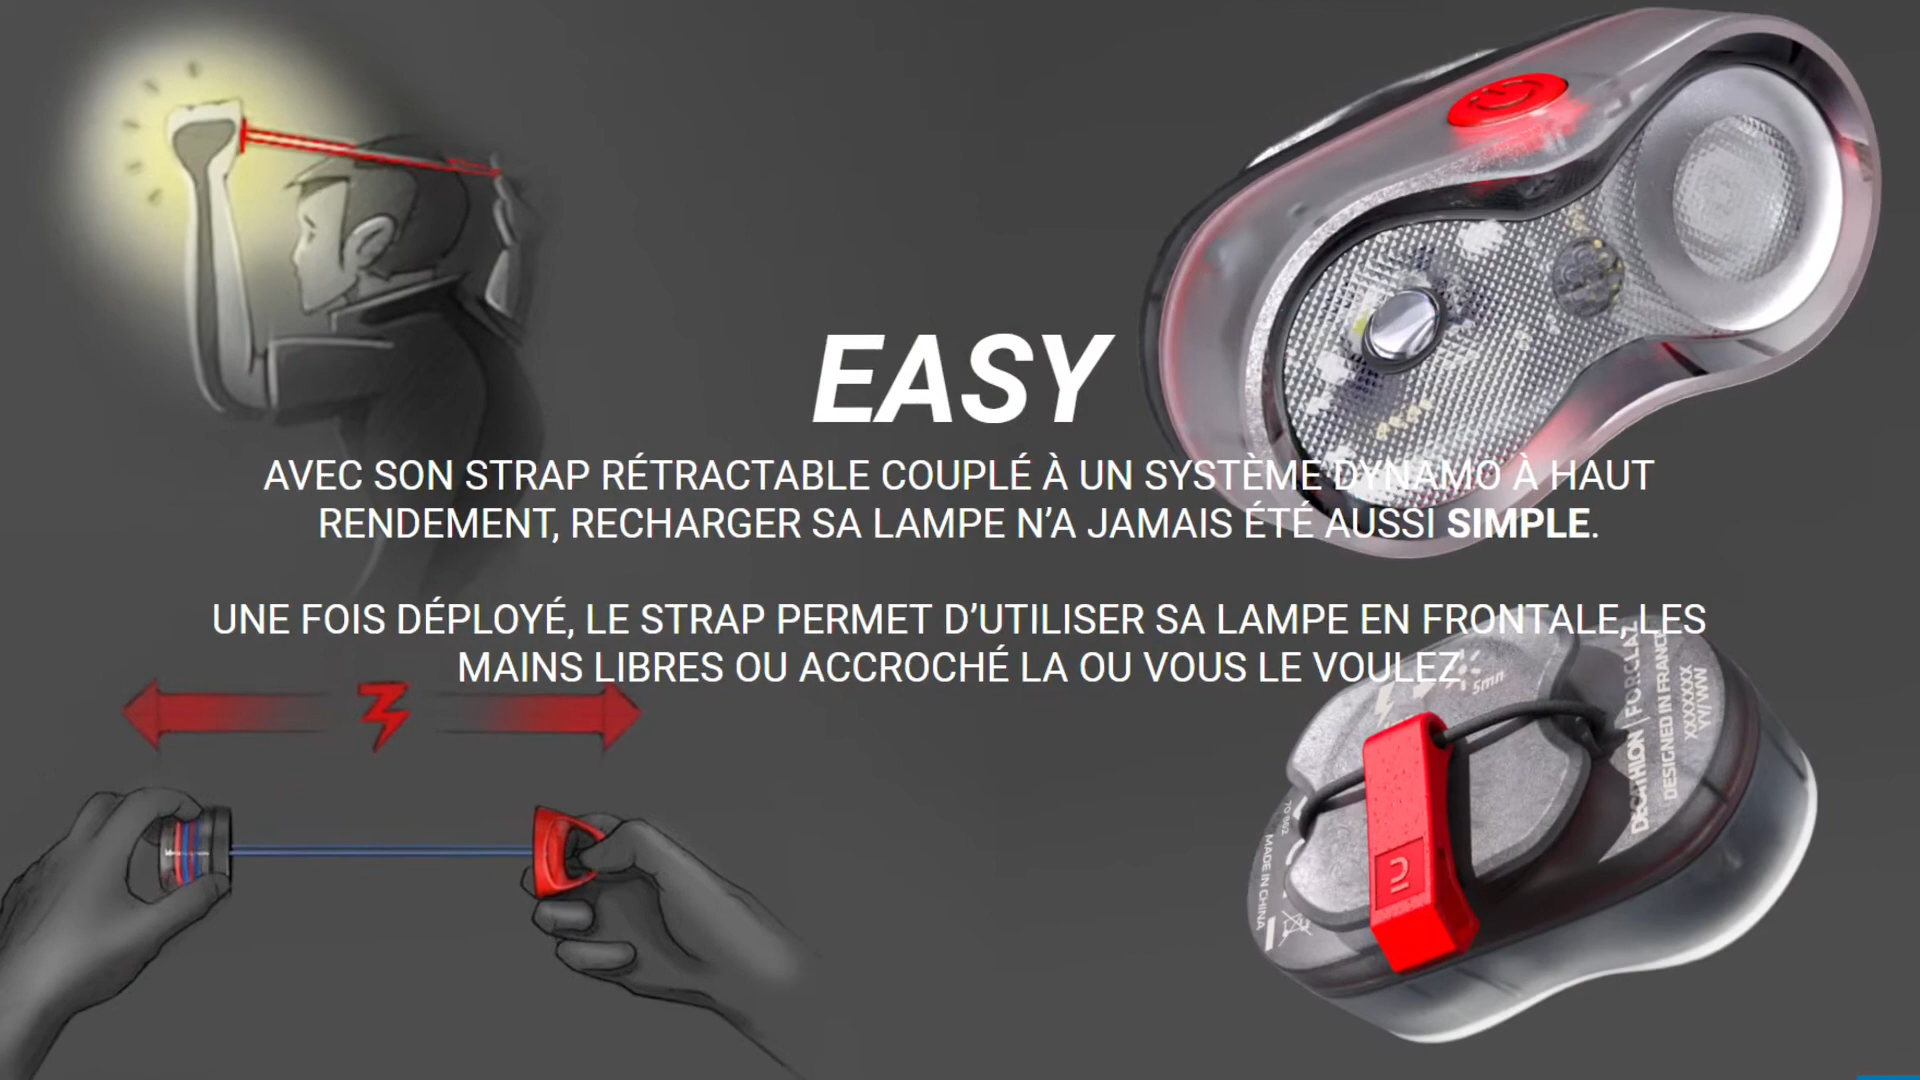 EASY
AVEC SON STRAP RÉTRACTABLE COUPLÉ À UN SYSTÈME DYNAMO À HAUT
RENDEMENT, RECHARGER SA LAMPE N’A JAMAIS ÉTÉ AUSSI SIMPLE.
UNE FOIS DÉPLOYÉ, LE STRAP PERMET D’UTILISER SA LAMPE EN FRONTALE, LES
MAINS LIBRES OU ACCROCHÉ LA OU VOUS LE VOULEZ
5mn
DECATHLON | FORCLAZ
DESIGNED IN FRANCE
XXXXXXX
YY/WW
MADE IN CHINA